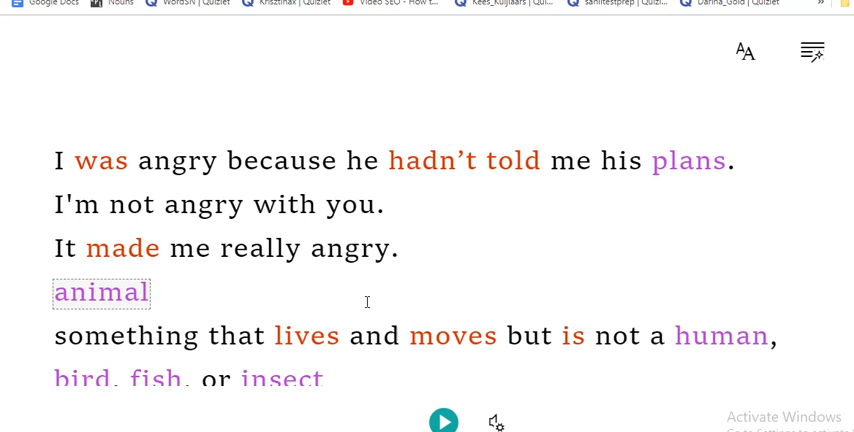 Google Docs Nouns WordSN | Quizlet Krisztinax | Quizlet Video SEO - How t... Kees_Kuijlaars | Qui... sanlitestprep | Quizl... Darina_Gold | Quizlet »
AA
I was angry because he hadn’t told me his plans.
I'm not angry with you.
It made me really angry.
animal
something that lives and moves but is not a human,
bird, fish, or insect
Activate Windows